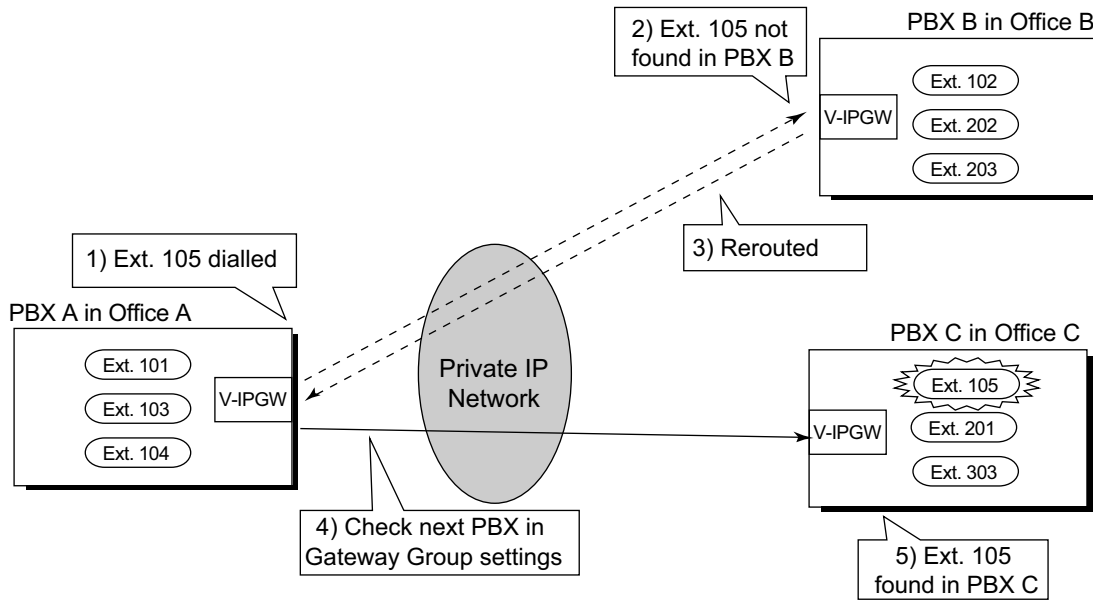 PBX B in Office B
2) Ext. 105 not
found in PBX B
Ext. 102
V-IPGW
Ext. 202
Ext. 203
3) Rerouted
1) Ext. 105 dialled
PBX A in Office A
Ext. 101
V-IPGW
Ext. 103
Ext. 104
Private IP
Network
PBX C in Office C
Ext. 105
V-IPGW
Ext. 201
Ext. 303
4) Check next PBX in
Gateway Group settings
5) Ext. 105
found in PBX C